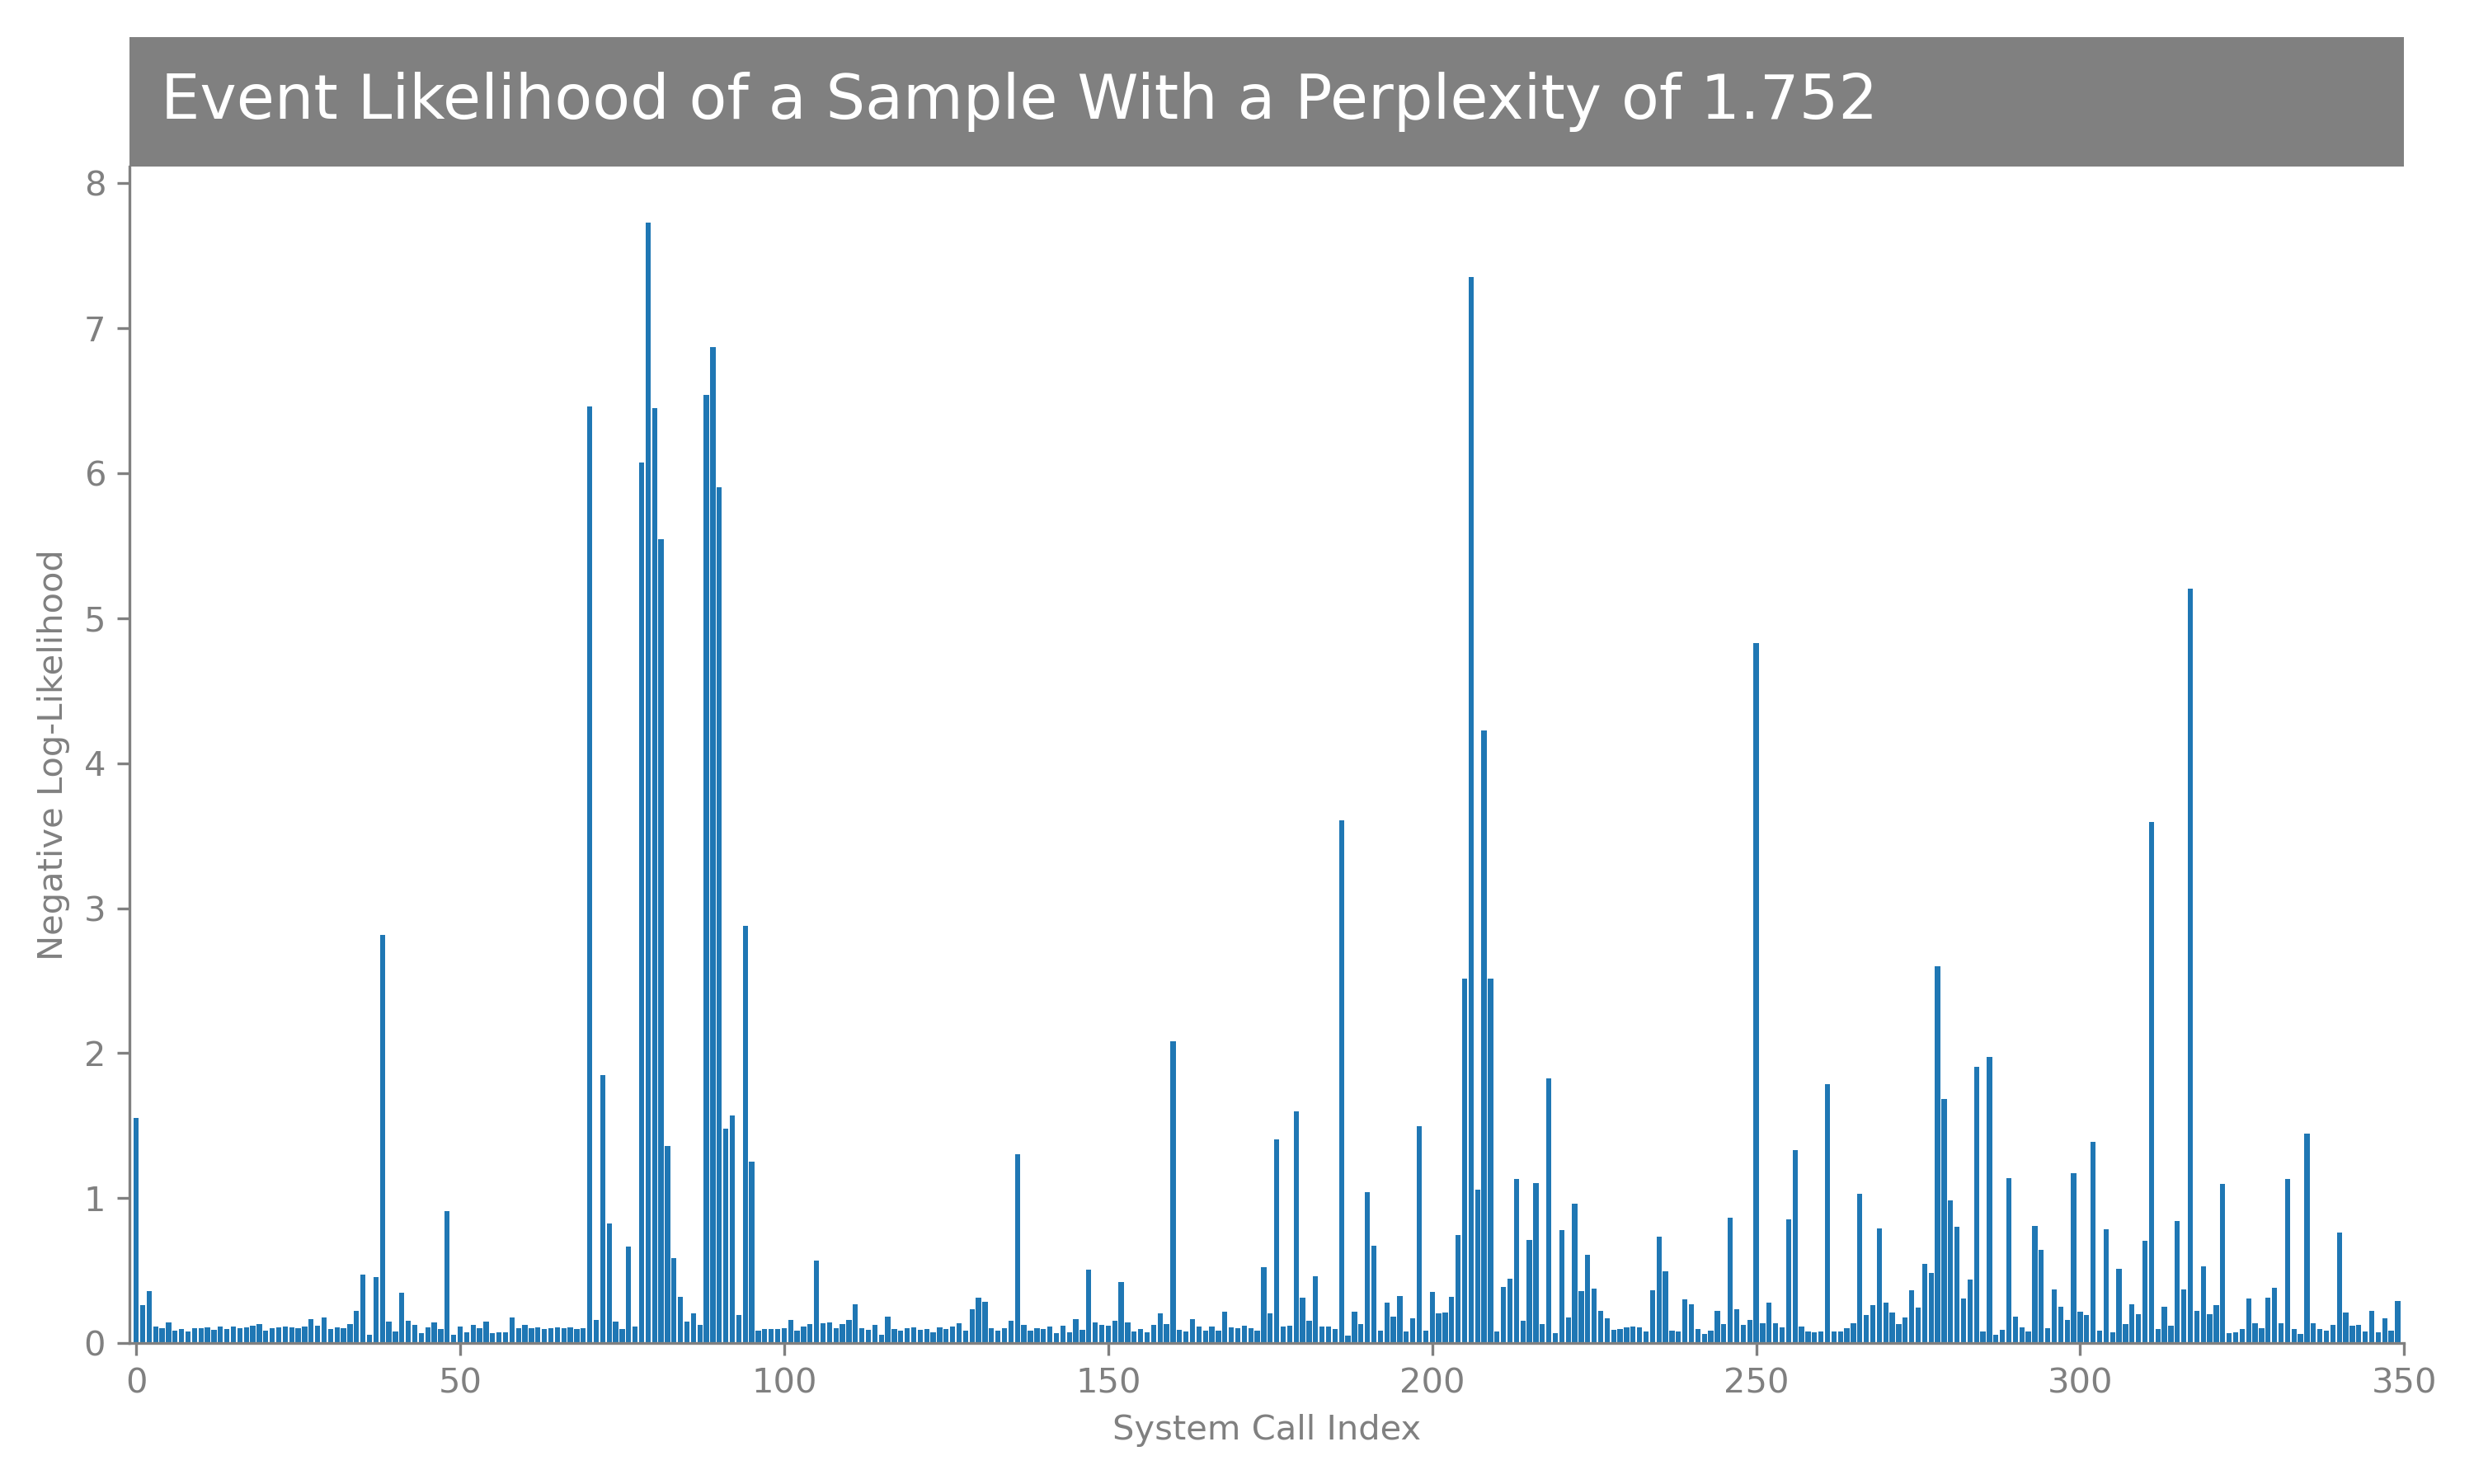 Event Likelihood of a Sample With a Perplexity of 1.752
8
7
6
5
4
3
2
1
0
Negative Log-Likelihood
0 50 100 150 200 250 300 350
System Call Index